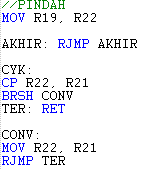 //PINDAH
MOV R19, R22
AKHIR: RJMP AKHIR
CYK:
CP R22, R21
BRSH CONV
TER: RET
CONV:
MOV R22, R21
RJMP TER